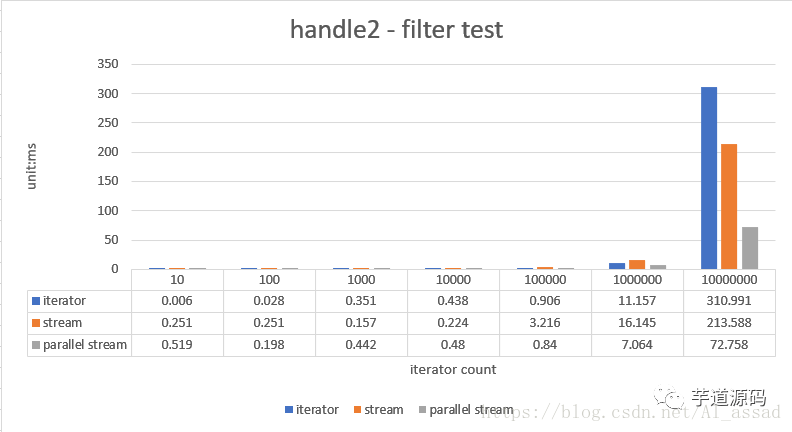 handle2 - filter test
350
300
250
200
150
100
50
0
unit:ms
10 100 1000 10000 100000 1000000 10000000
iterator 0.006 0.028 0.351 0.438 0.906 11.157 310.991
stream 0.251 0.251 0.157 0.224 3.216 16.145 213.588
parallel stream 0.519 0.198 0.442 0.48 0.84 7.064 72.758
iterator count
芋道源码
iterator stream parallel stream
https://blog.csdn.net/Al_assad